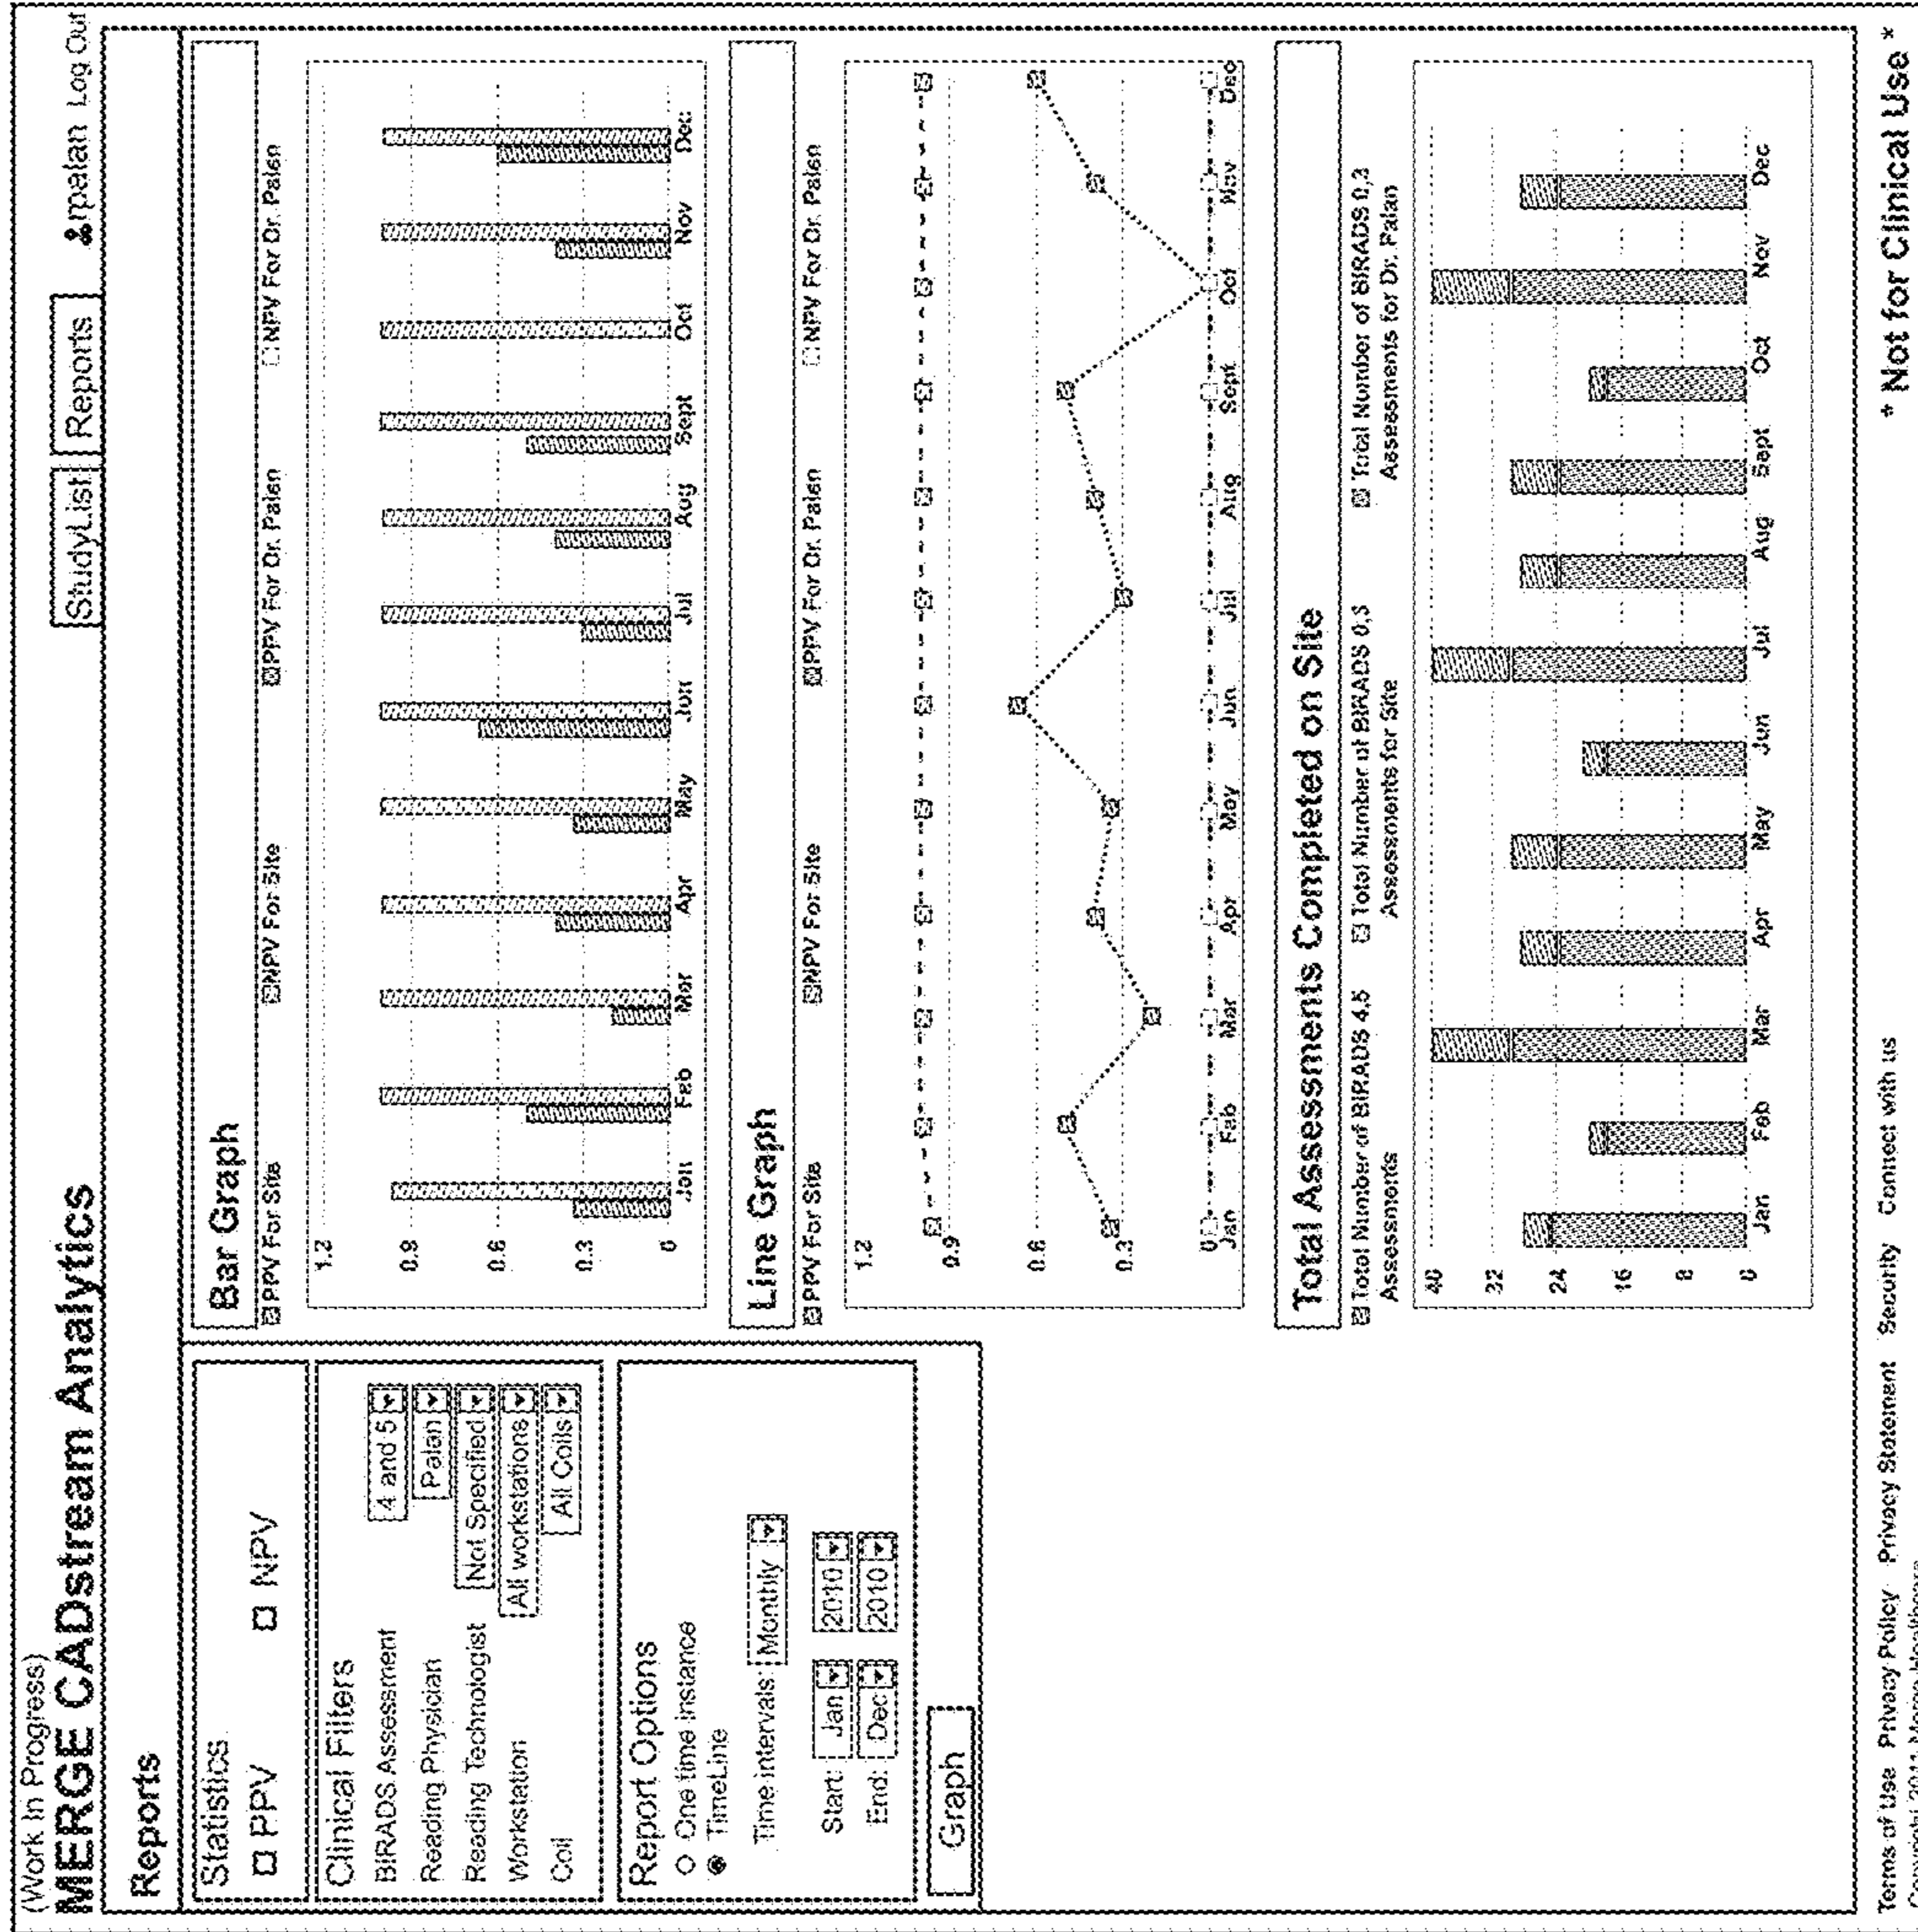 (Work In Progress)
MERGE CADstream Analytics
StudyList Reports mpalan Log Out
Reports
Statistics
PPV NPV
Clinical Filters
BIRADS Assessment 4 and 5
Reading Physician Palan
Reading Technologist Not Specified
Workstation All workstations
Coil All Coils
Report Options
One time Instance
TimeLine
Time intervals: Monthly
Start: Jan 2010
End: Dec 2010
Graph
Bar Graph
PPV For Site NPV For Site PPV For Dr. Palan NPV For Dr. Palan
1.2
0.9
0.6
0.3
0
Jan Feb Mar Apr May Jun Jul Aug Sept Oct Nov Dec
Line Graph
PPV For Site NPV For Site PPV For Dr. Palan NPV For Dr. Palan
1.2
0.9
0.6
0.3
0
Jan Feb Mar Apr May Jun Jul Aug Sept Oct Nov Dec
Total Assessments Completed on Site
Total Number of BIRADS 4,5 Total Number of BIRADS 0,3 Total Number of BIRADS 0,3
Assessments Assessments for Site Assessments for Dr. Palan
40
32
24
16
8
0
Jan Feb Mar Apr May Jun Jul Aug Sept Oct Nov Dec
Terms of use Privacy Policy Privacy Statement Security Connect with us
* Not for Clinical Use *
Copyright 2011 Merge Healthcare